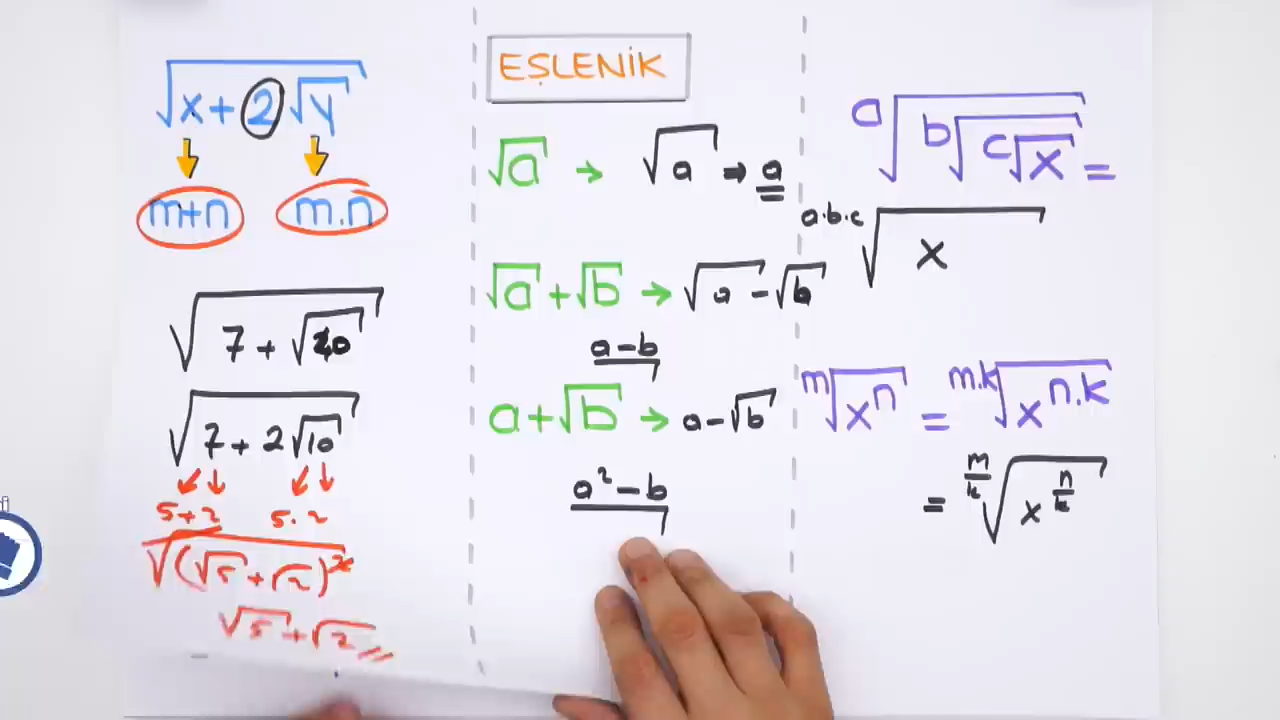 √(x + 2√y)
m+n m.n
√(7 + √40)
√(7 + 2√10)
5+2 5.2
√(√5 + √2)²
√5 + √2
EŞLENİK
√a → √a ⇒ a
√a + √b → √a - √b
a - b
a + √b → a - √b
a² - b
ᵃ√ᵇ√ᶜ√x =
ᵃ·ᵇ·ᶜ√x
ᵐ√xⁿ = ᵐ·ᵏ√xⁿ·ᵏ
= ᵐ/ᵏ√xⁿ/ᵏ